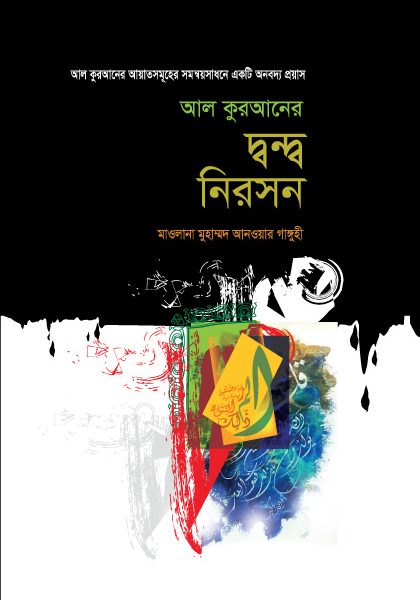 আল কুরআনের আয়াতসমূহের সমন্বয়সাধনে একটি অনবদ্য প্রয়াস
আল কুরআনের
দ্বন্দ্ব
নিরসন
মাওলানা মুহাম্মদ আনওয়ার গাঙ্গুহী